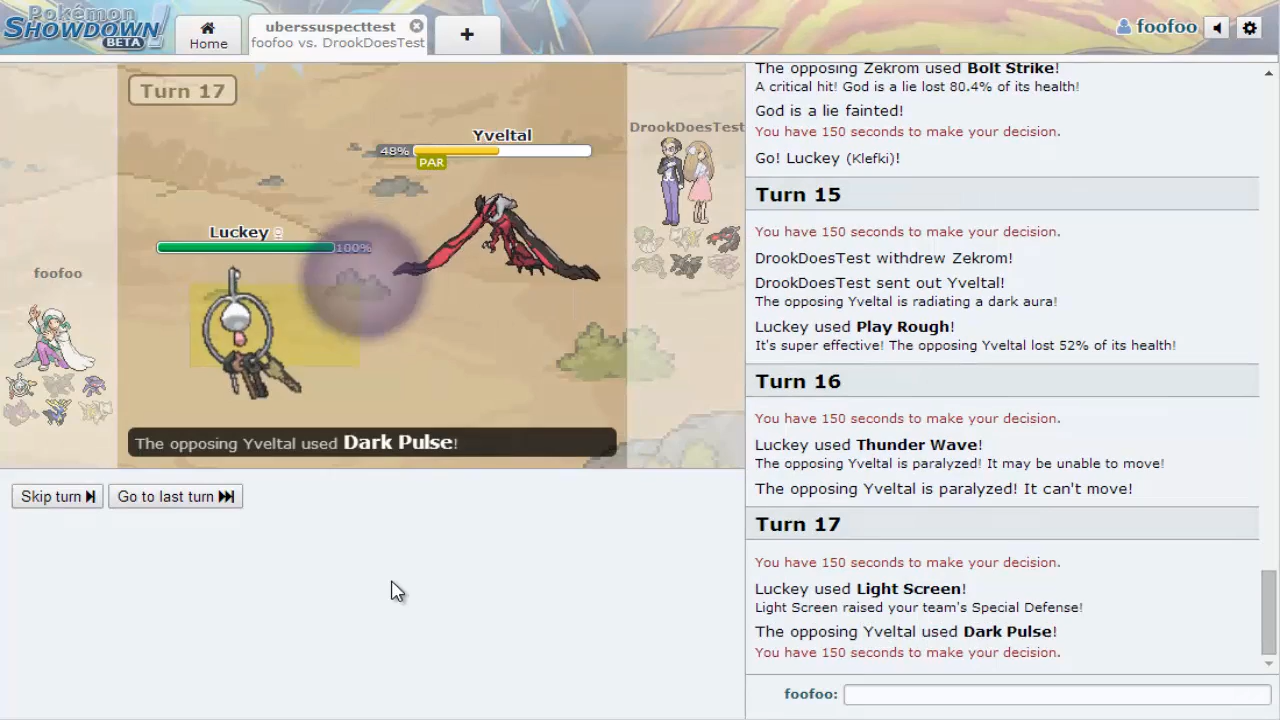 Pokémon
SHOWDOWN!
BETA
Home
uberssuspecttest
foofoo vs. DrookDoesTest
+
foofoo
Turn 17
Yveltal
48%
PAR
DrookDoesTest
Luckey
100%
foofoo
The opposing Yveltal used Dark Pulse!
Skip turn
Go to last turn
The opposing Zekrom used Bolt Strike!
A critical hit! God is a lie lost 80.4% of its health!
God is a lie fainted!
You have 150 seconds to make your decision.
Go! Luckey (Klefki)!
Turn 15
You have 150 seconds to make your decision.
DrookDoesTest withdrew Zekrom!
DrookDoesTest sent out Yveltal!
The opposing Yveltal is radiating a dark aura!
Luckey used Play Rough!
It's super effective! The opposing Yveltal lost 52% of its health!
Turn 16
You have 150 seconds to make your decision.
Luckey used Thunder Wave!
The opposing Yveltal is paralyzed! It may be unable to move!
The opposing Yveltal is paralyzed! It can't move!
Turn 17
You have 150 seconds to make your decision.
Luckey used Light Screen!
Light Screen raised your team's Special Defense!
The opposing Yveltal used Dark Pulse!
You have 150 seconds to make your decision.
foofoo: